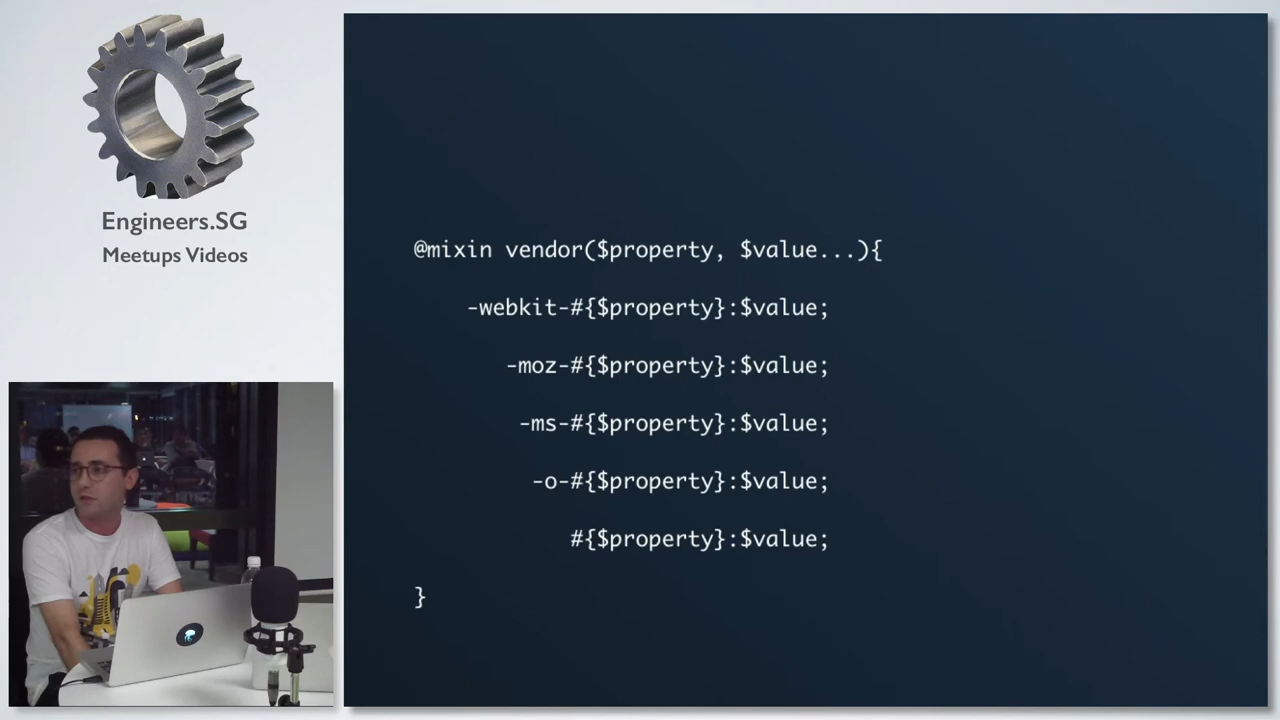 Engineers.SG
Meetups Videos
@mixin vendor($property, $value...){
-webkit-#{$property}:$value;
-moz-#{$property}:$value;
-ms-#{$property}:$value;
-o-#{$property}:$value;
#{$property}:$value;
}